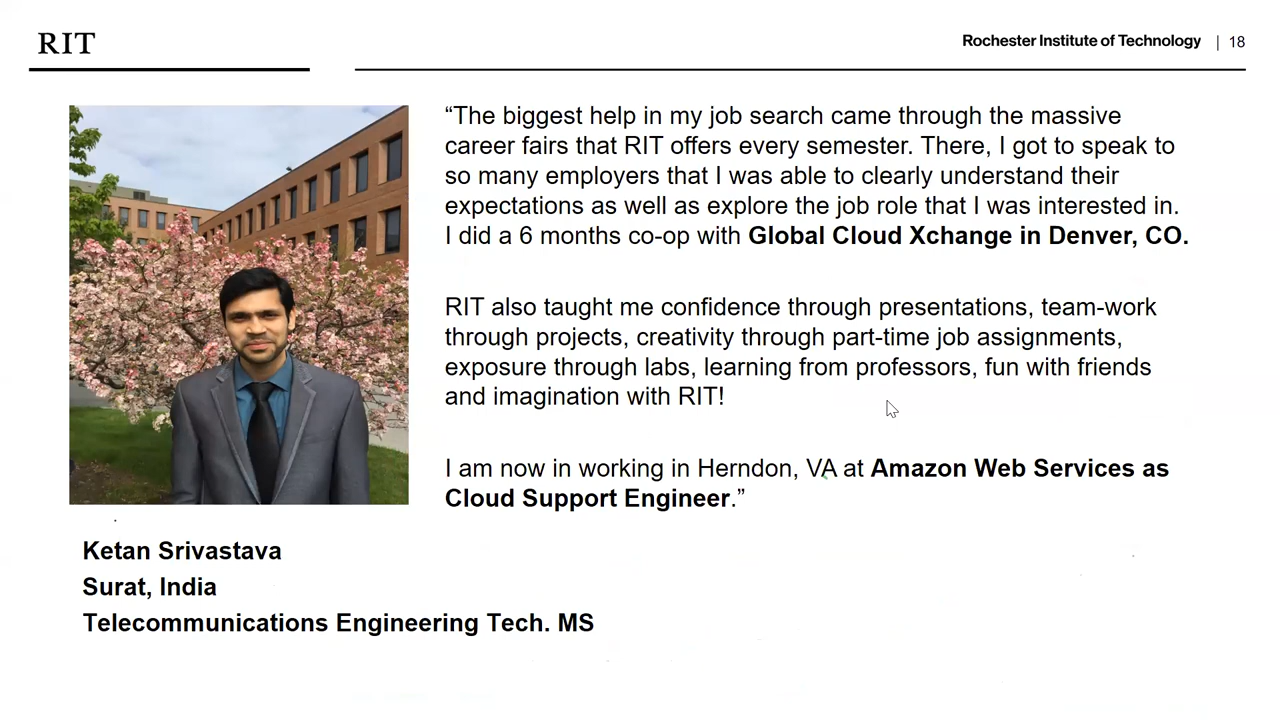 RIT
Rochester Institute of Technology | 18
“The biggest help in my job search came through the massive
career fairs that RIT offers every semester. There, I got to speak to
so many employers that I was able to clearly understand their
expectations as well as explore the job role that I was interested in.
I did a 6 months co-op with Global Cloud Xchange in Denver, CO.
RIT also taught me confidence through presentations, team-work
through projects, creativity through part-time job assignments,
exposure through labs, learning from professors, fun with friends
and imagination with RIT!
I am now in working in Herndon, VA at Amazon Web Services as
Cloud Support Engineer.”
Ketan Srivastava
Surat, India
Telecommunications Engineering Tech. MS